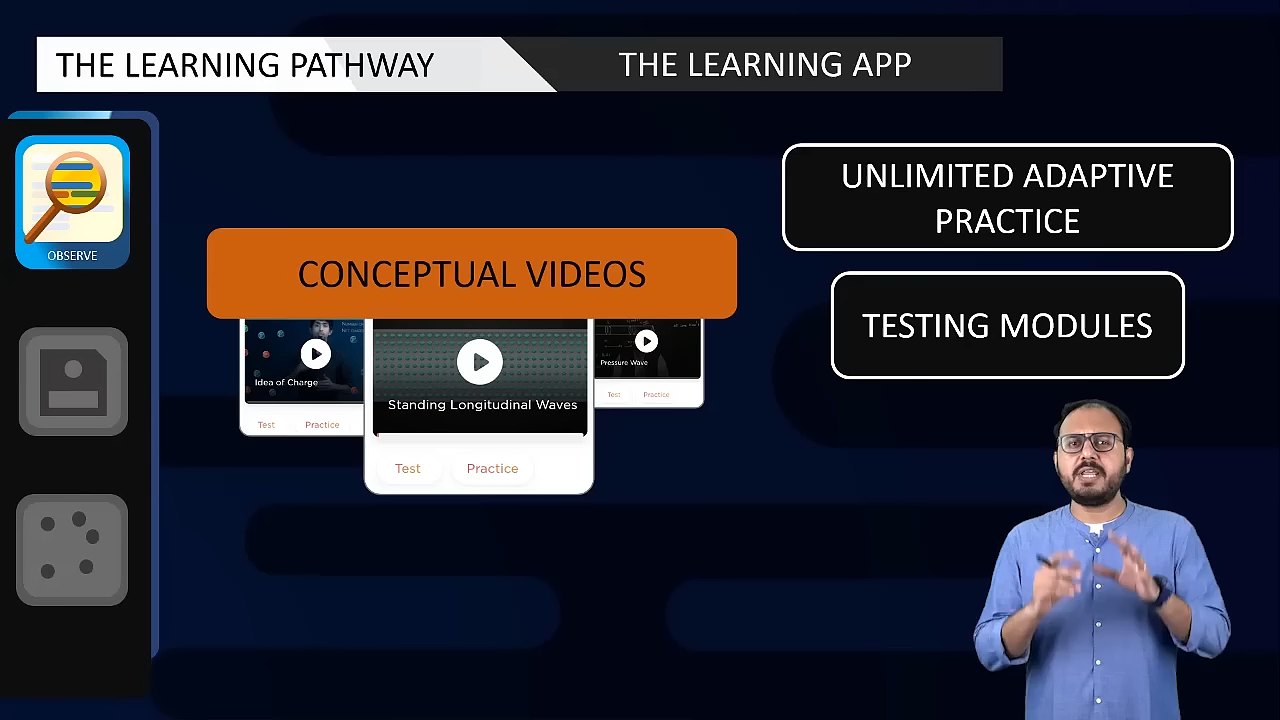 THE LEARNING PATHWAY
THE LEARNING APP
OBSERVE
UNLIMITED ADAPTIVE
PRACTICE
CONCEPTUAL VIDEOS
TESTING MODULES
Idea of Charge
Test Practice
Standing Longitudinal Waves
Test Practice
Pressure Wave
Test Practice